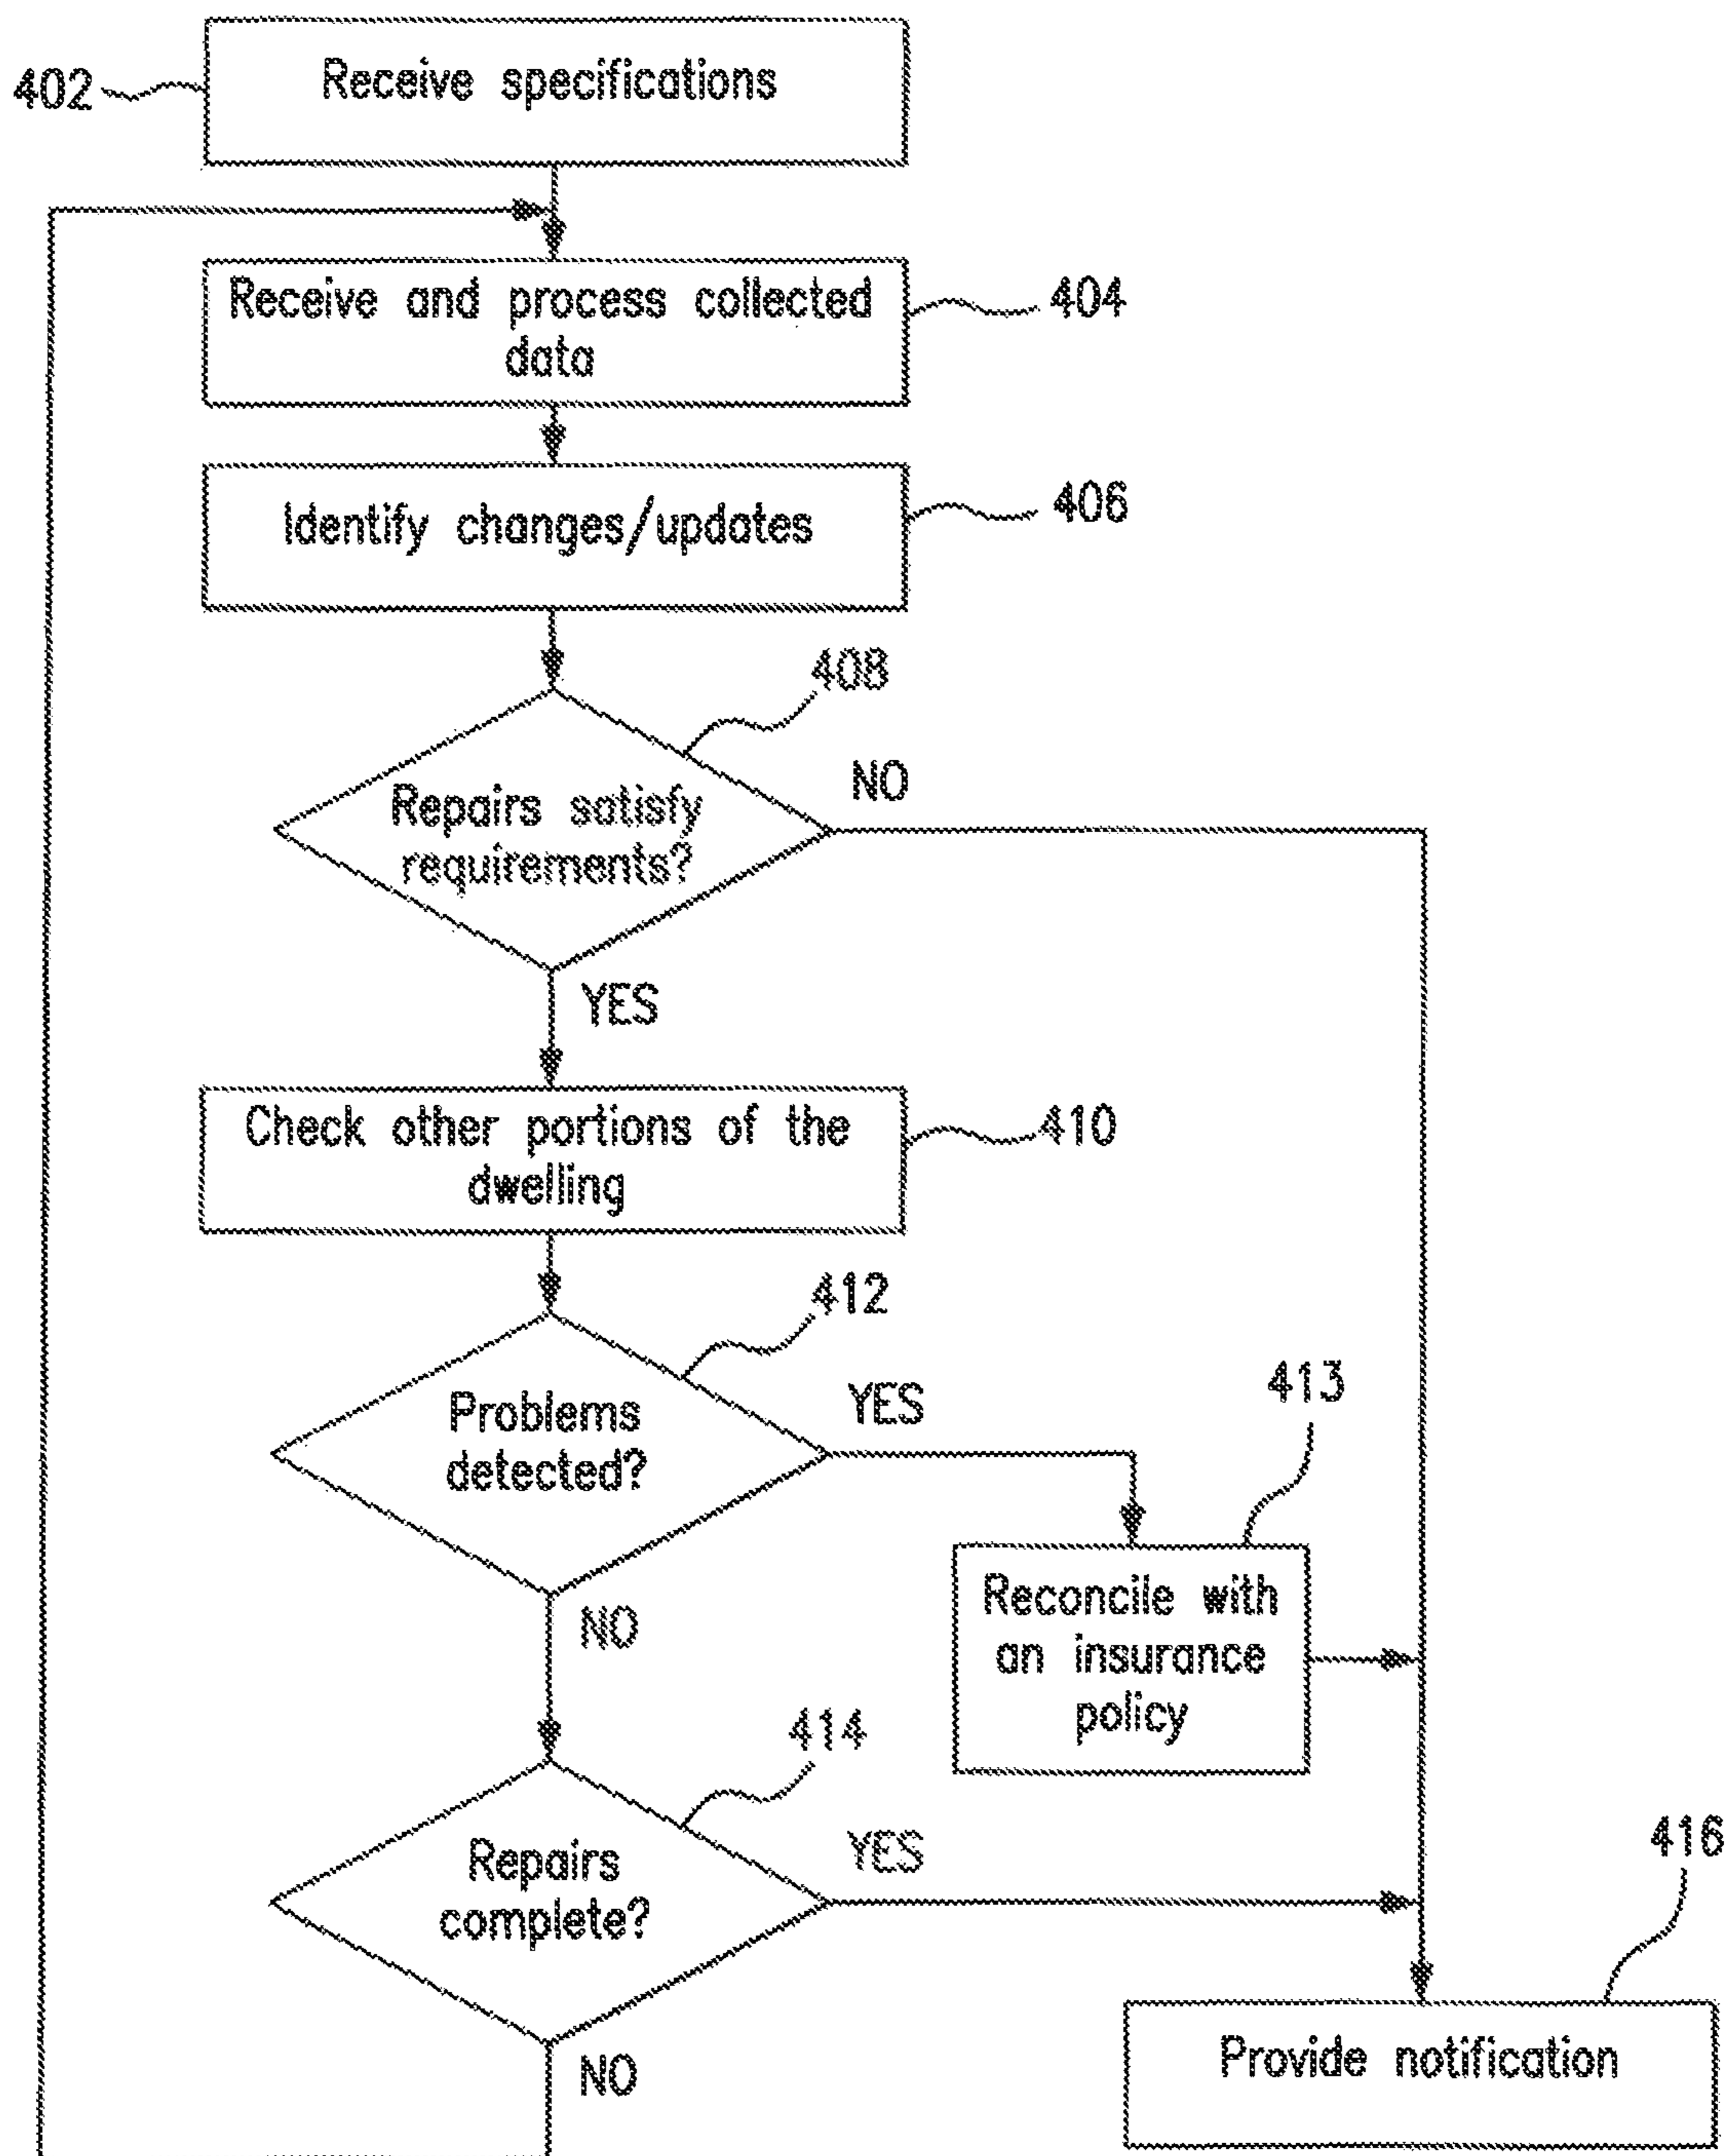 402
Receive specifications
Receive and process collected
data
404
Identify changes/updates
406
408
Repairs satisfy
requirements?
NO
YES
Check other portions of the
dwelling
410
412
Problems
detected?
YES
413
NO
Reconcile with
an insurance
policy
414
Repairs
complete?
YES
416
NO
Provide notification